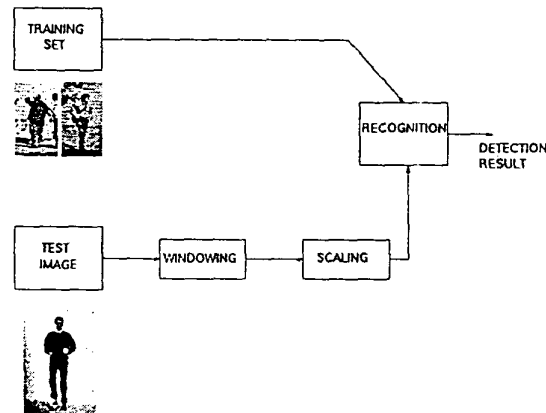 TRAINING
SET
RECOGNITION
DETECTION
RESULT
TEST
IMAGE
WINDOWING
SCALING